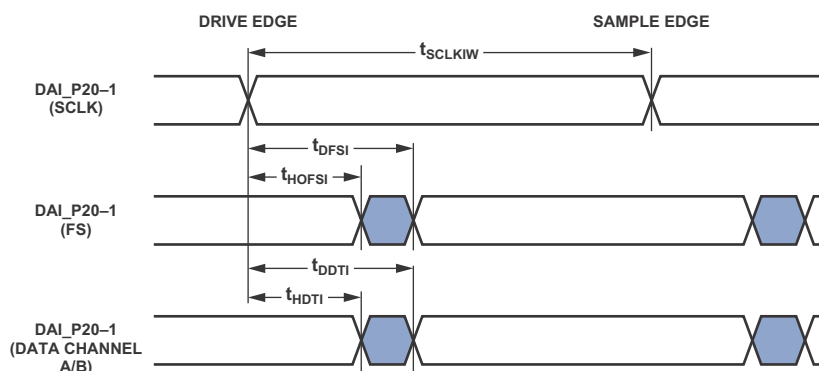 DRIVE EDGE
SAMPLE EDGE
tSCLKIW
DAI_P20–1
(SCLK)
tDFSI
tHOFSI
DAI_P20–1
(FS)
tDDTI
tHDTI
DAI_P20–1
(DATA CHANNEL
A/B)